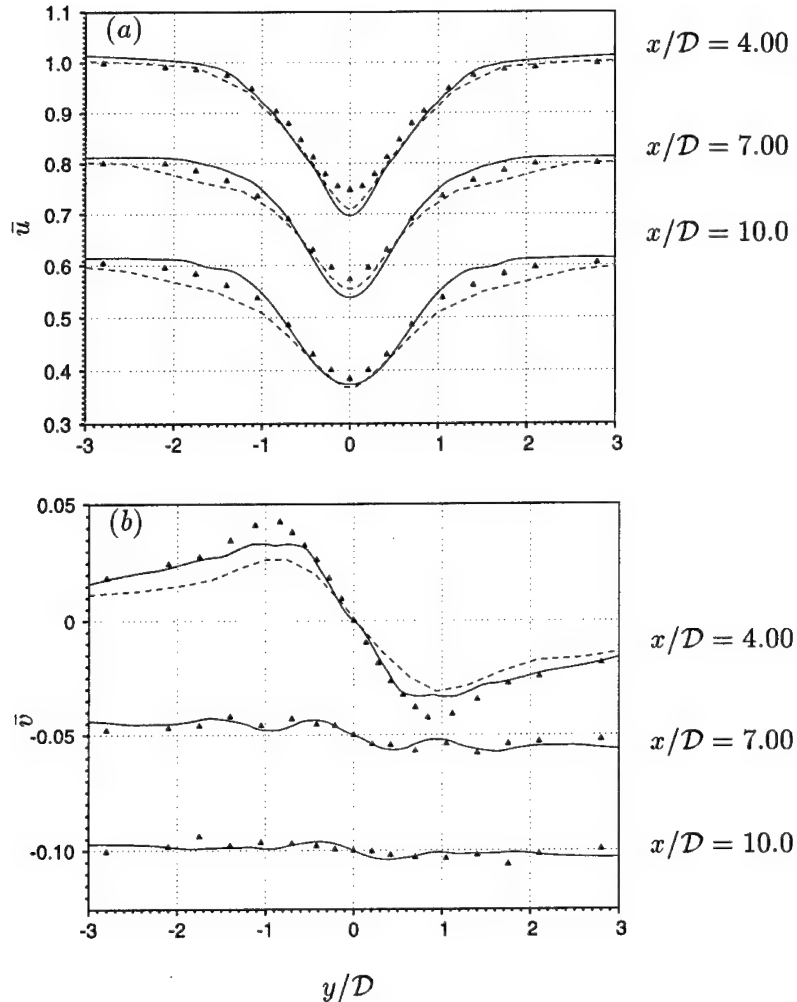 (a)
1.1
1.0
0.9
0.8
0.7
0.6
0.5
0.4
0.3
u̅
-3 -2 -1 0 1 2 3
x/D = 4.00
x/D = 7.00
x/D = 10.0
(b)
0.05
0
-0.05
-0.10
v̅
-3 -2 -1 0 1 2 3
x/D = 4.00
x/D = 7.00
x/D = 10.0
y/D